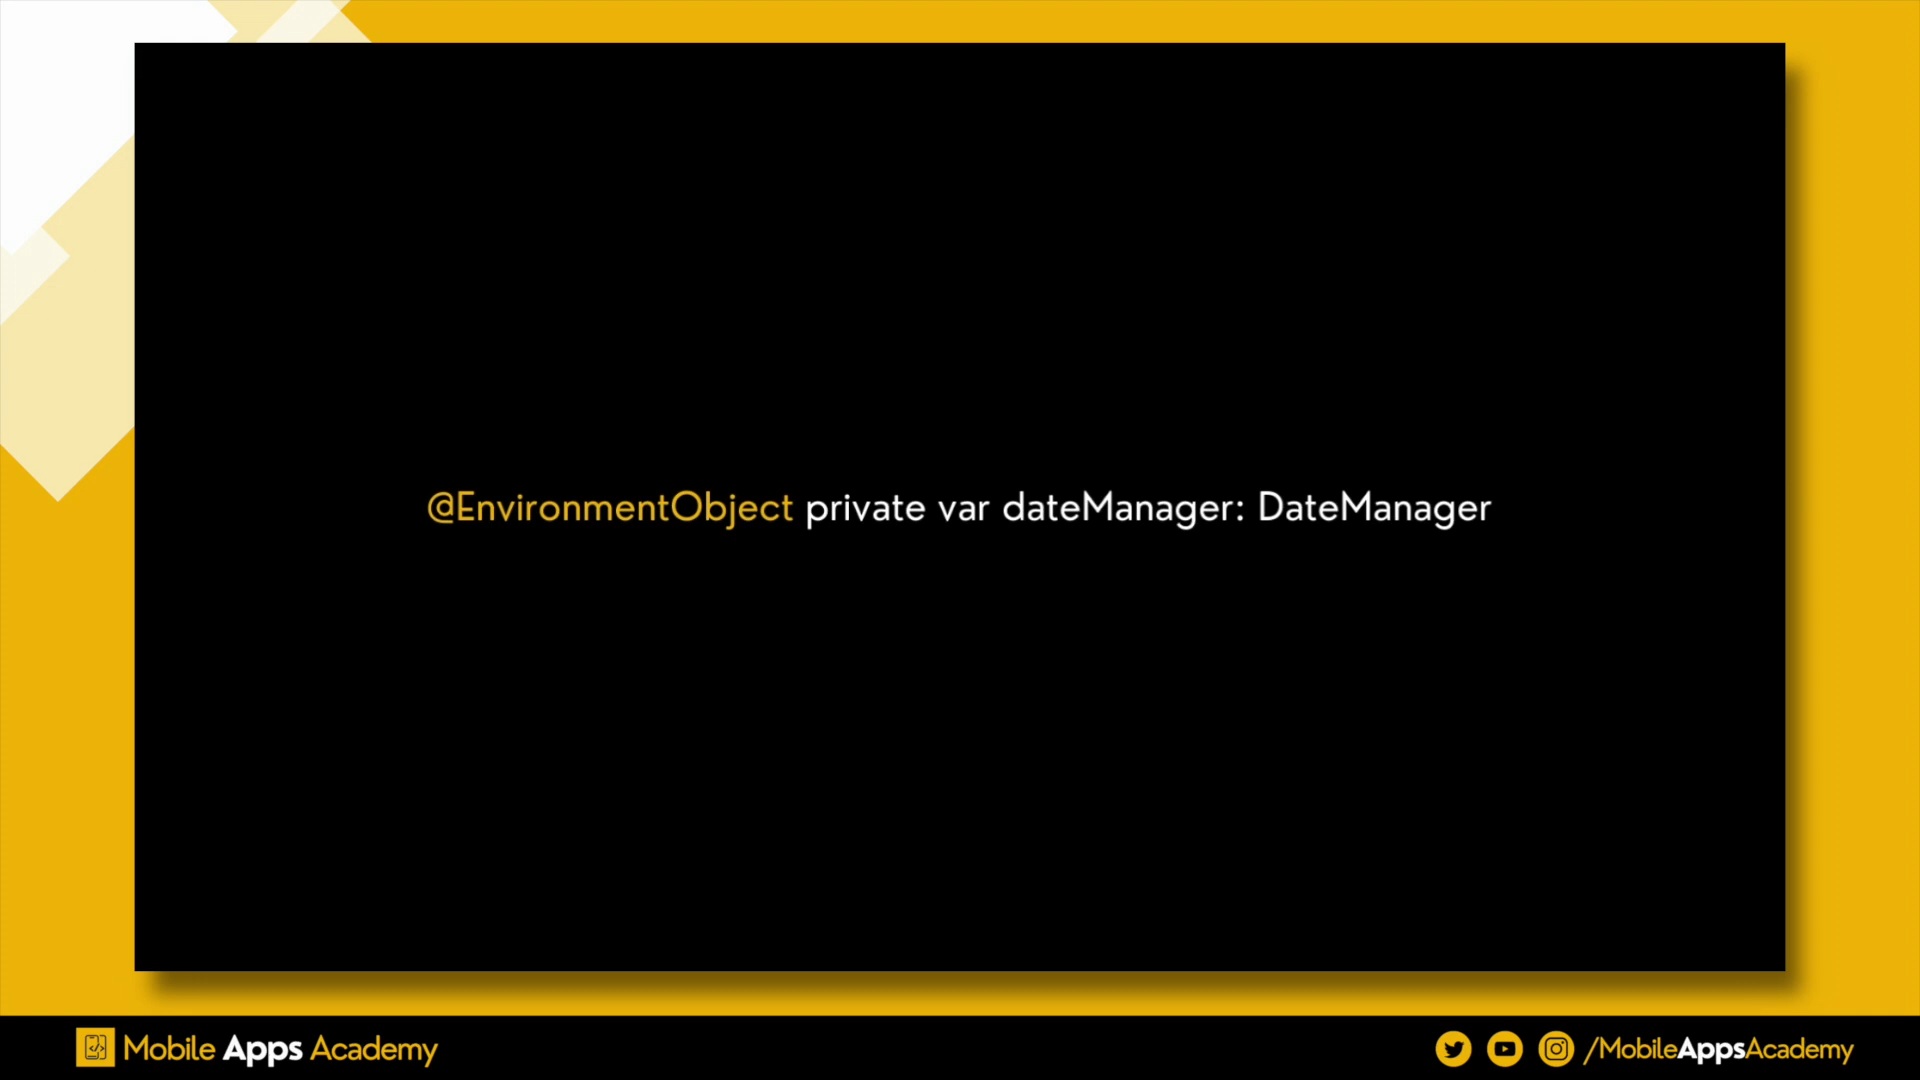 @EnvironmentObject private var dateManager: DateManager
Mobile Apps Academy
/MobileAppsAcademy